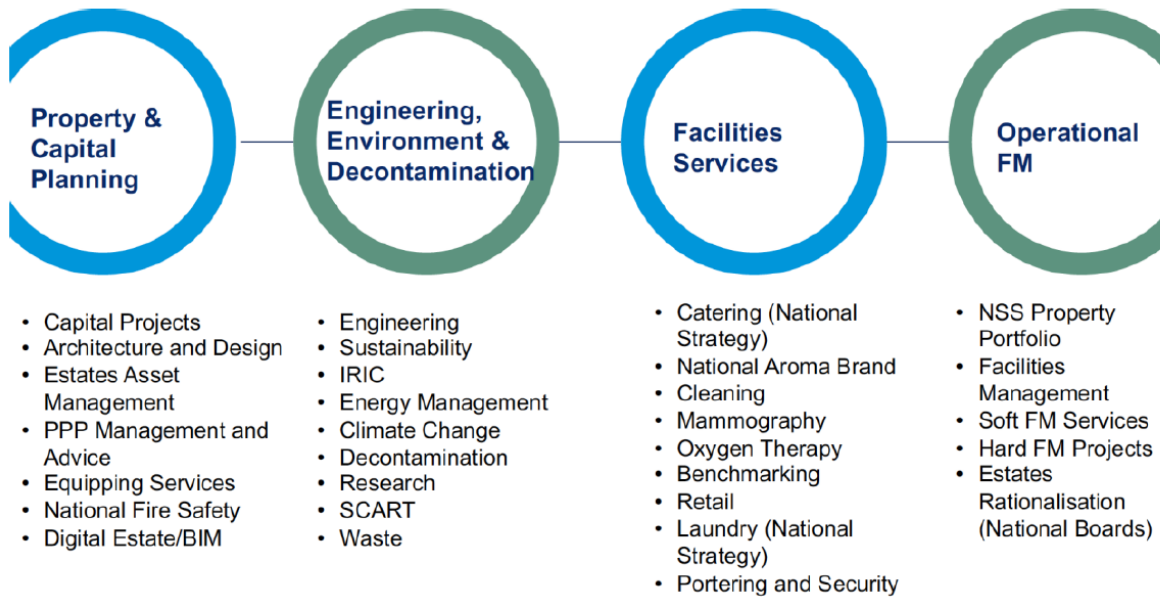 Property &
Capital
Planning
Engineering,
Environment &
Decontamination
Facilities
Services
Operational
FM
• Capital Projects
• Architecture and Design
• Estates Asset
Management
• PPP Management and
Advice
• Equipping Services
• National Fire Safety
• Digital Estate/BIM
• Engineering
• Sustainability
• IRIC
• Energy Management
• Climate Change
• Decontamination
• Research
• SCART
• Waste
• Catering (National
Strategy)
• National Aroma Brand
• Cleaning
• Mammography
• Oxygen Therapy
• Benchmarking
• Retail
• Laundry (National
Strategy)
• Portering and Security
• NSS Property
Portfolio
• Facilities
Management
• Soft FM Services
• Hard FM Projects
• Estates
Rationalisation
(National Boards)